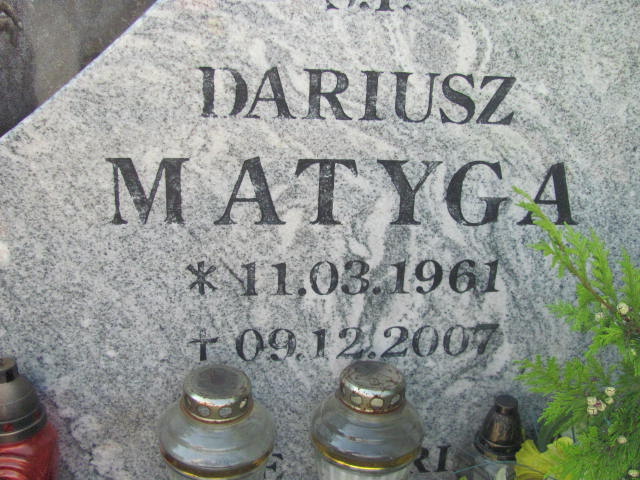 DARIUSZ
MATYGA
* 11.03.1961
† 09.12.2007